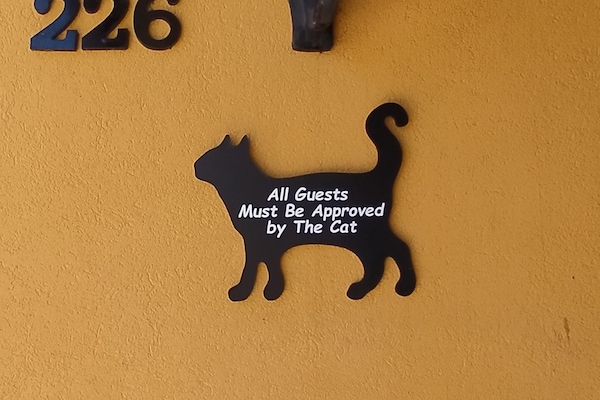 226
All Guests
Must Be Approved
by The Cat